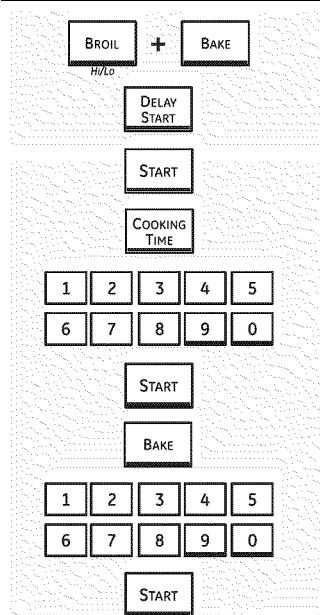 BROIL + BAKE
Hi/Lo
DELAY
START
START
COOKING
TIME
1 2 3 4 5
6 7 8 9 0
START
BAKE
1 2 3 4 5
6 7 8 9 0
START